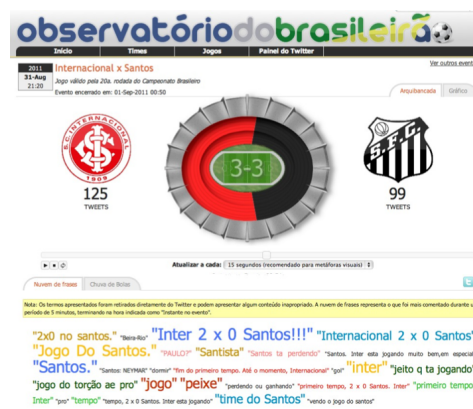 observatóriodobrasileirão
Início Times Jogos Painel do Twitter
2011
31-Aug
21:20
Internacional x Santos
Ver outros event
Jogo válido pela 20a. rodada do Campeonato Brasileiro
Evento encerrado em: 01-Sep-2011 00:50
Arquibancada Gráfico
S.C. INTERNACIONAL
1909
S.F.C.
3-3
125
TWEETS
99
TWEETS
Atualizar a cada: 15 segundos (recomendado para metáforas visuais)
Nuvem de frases Chuva de Bolas
Nota: Os termos apresentados foram retirados diretamente do Twitter e podem apresentar algum conteúdo inapropriado. A nuvem de frases representa o que foi mais comentado durante u
período de 5 minutos, terminando na hora indicada como "Instante no evento".
"2x0 no santos." "Beira-Rio" "Inter 2 x 0 Santos!!!" "Internacional 2 x 0 Santos"
"Jogo Do Santos." "PAULO?" "Santista" "Santos ta perdendo" "Santos. Inter esta jogando muito bem,em especial
"Santos." "Santos: NEYMAR" "dormir" "fim do primeiro tempo. Até o momento, Internacional" "gol" "inter" "jeito q ta jogando"
"jogo do torção ae pro" "jogo" "peixe" "perdendo ou ganhando" "primeiro tempo, 2 x 0 Santos. Inter" "primeiro tempo
Inter" "pro" "tempo" "tempo, 2 x 0 Santos. Inter esta jogando" "time do Santos" "vendo o jogo do santos"